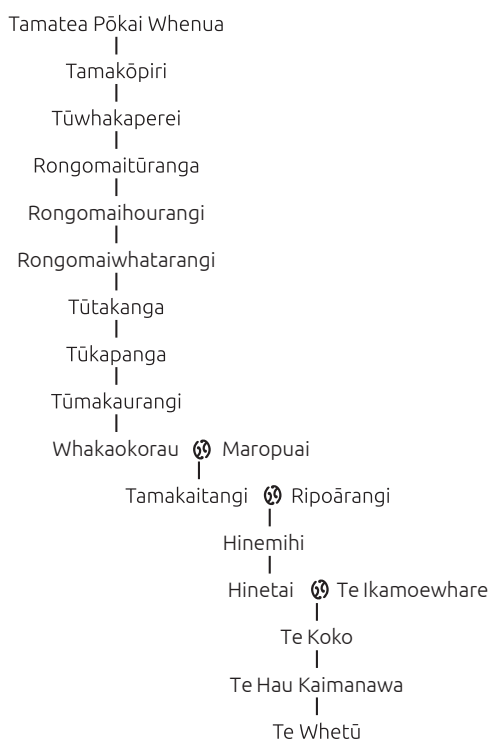 Tamatea Pōkai Whenua
Tamakōpiri
Tūwhakaperei
Rongomaitūranga
Rongomaihourangi
Rongomaiwhatarangi
Tūtakanga
Tūkapanga
Tūmakaurangi
Whakaokorau Maropuai
Tamakaitangi Ripoārangi
Hinemihi
Hinetai Te Ikamoewhare
Te Koko
Te Hau Kaimanawa
Te Whetū